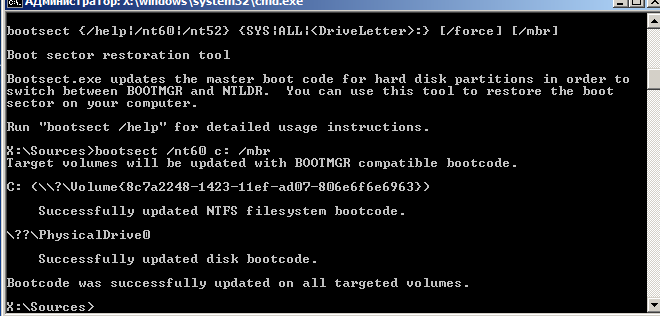 Администратор: X:\windows\system32\cmd.exe
bootsect {/help|/nt60|/nt52} {SYS|ALL|<DriveLetter>:} [/force] [/mbr]
Boot sector restoration tool
Bootsect.exe updates the master boot code for hard disk partitions in order to
switch between BOOTMGR and NTLDR.  You can use this tool to restore the boot
sector on your computer.
Run "bootsect /help" for detailed usage instructions.
X:\Sources>bootsect /nt60 c: /mbr
Target volumes will be updated with BOOTMGR compatible bootcode.
C: (\\?\Volume{8c7a2248-1423-11ef-ad07-806e6f6e6963})
Successfully updated NTFS filesystem bootcode.
\??\PhysicalDrive0
Successfully updated disk bootcode.
Bootcode was successfully updated on all targeted volumes.
X:\Sources>